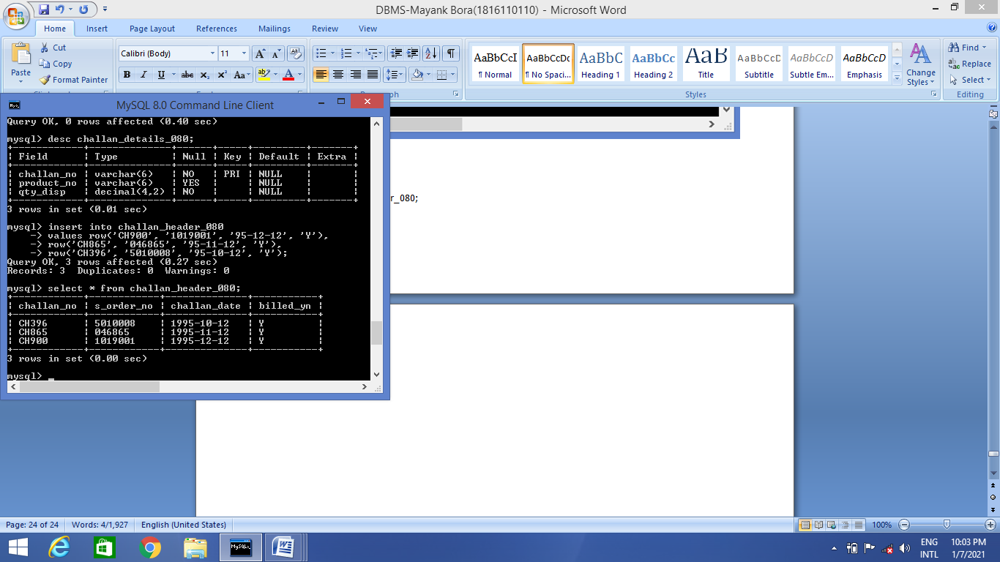 DBMS-Mayank Bora(1816110110) - Microsoft Word
Home Insert Page Layout References Mailings Review View
Paste
Cut
Copy
Format Painter
Calibri (Body) 11
B I U abc x₂ x² Aa ab A
AaBbCcI AaBbCcDc AaBbC AaBbCc AaB AaBbCcD AaBbCcD AaBbCcD
¶ Normal ¶ No Spaci... Heading 1 Heading 2 Title Subtitle Subtle Em... Emphasis
Change Styles
Styles
Find
Replace
Select
Editing
MySQL 8.0 Command Line Client
Query OK, 0 rows affected (0.40 sec)
mysql> desc challan_details_080;
+------------+--------------+------+-----+---------+-------+
| Field | Type | Null | Key | Default | Extra |
+------------+--------------+------+-----+---------+-------+
| challan_no | varchar(6) | NO | PRI | NULL | |
| product_no | varchar(6) | YES | | NULL | |
| qty_disp | decimal(4,2) | NO | | NULL | |
+------------+--------------+------+-----+---------+-------+
3 rows in set (0.01 sec)
mysql> insert into challan_header_080
-> values row('CH900', '1019001', '95-12-12', 'Y'),
-> row('CH865', '046865', '95-11-12', 'Y'),
-> row('CH396', '5010008', '95-10-12', 'Y');
Query OK, 3 rows affected (0.27 sec)
Records: 3 Duplicates: 0 Warnings: 0
mysql> select * from challan_header_080;
+------------+------------+--------------+-----------+
| challan_no | s_order_no | challan_date | billed_yn |
+------------+------------+--------------+-----------+
| CH396 | 5010008 | 1995-10-12 | Y |
| CH865 | 046865 | 1995-11-12 | Y |
| CH900 | 1019001 | 1995-12-12 | Y |
+------------+------------+--------------+-----------+
3 rows in set (0.00 sec)
mysql>
r_080;
Page: 24 of 24 Words: 4/1,927 English (United States) 100%
ENG 10:03 PM
INTL 1/7/2021